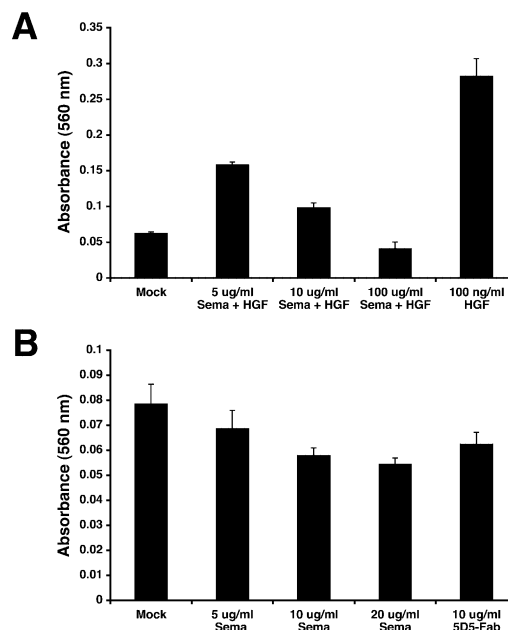 A
Absorbance (560 nm)
0.35
0.3
0.25
0.2
0.15
0.1
0.05
0
Mock
5 ug/ml
Sema + HGF
10 ug/ml
Sema + HGF
100 ug/ml
Sema + HGF
100 ng/ml
HGF
B
Absorbance (560 nm)
0.1
0.09
0.08
0.07
0.06
0.05
0.04
0.03
0.02
0.01
0
Mock
5 ug/ml
Sema
10 ug/ml
Sema
20 ug/ml
Sema
10 ug/ml
5D5-Fab